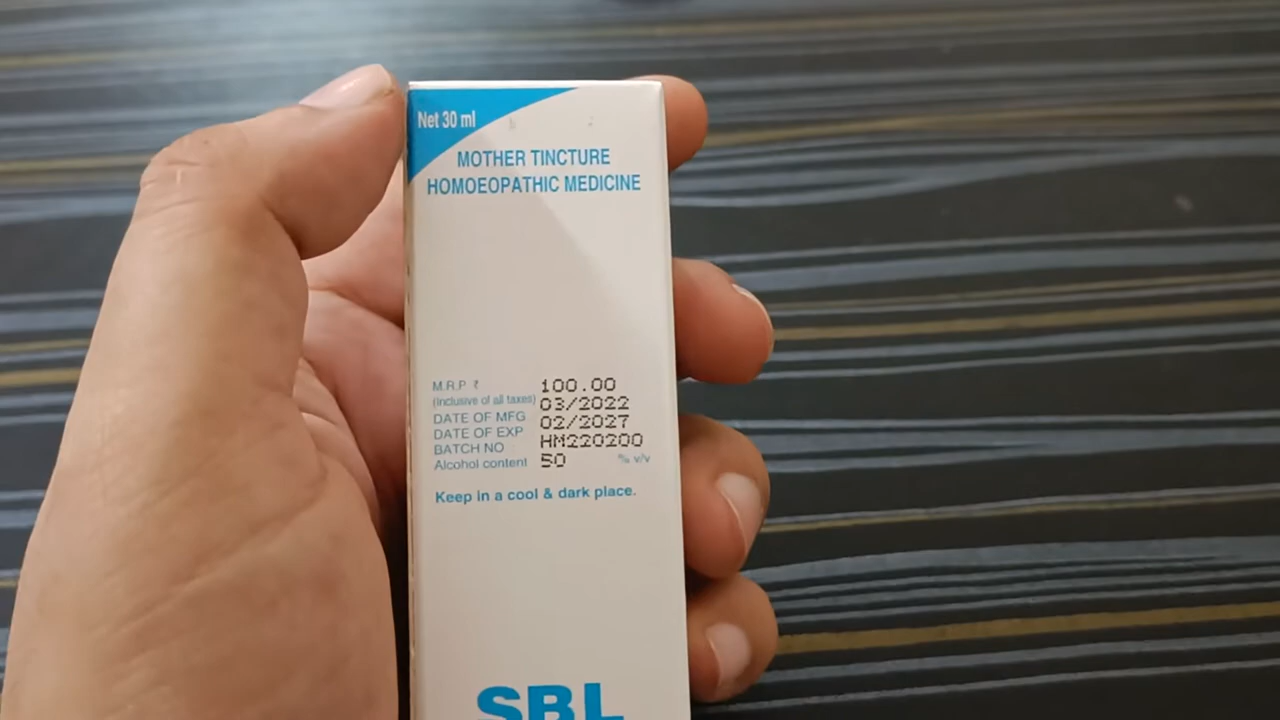 Net 30 ml
MOTHER TINCTURE
HOMOEOPATHIC MEDICINE
M.R.P ₹ 100.00
(Inclusive of all taxes)
DATE OF MFG 03/2022
DATE OF EXP 02/2027
BATCH NO HM220200
Alcohol content 50 % v/v
Keep in a cool & dark place.
SBL